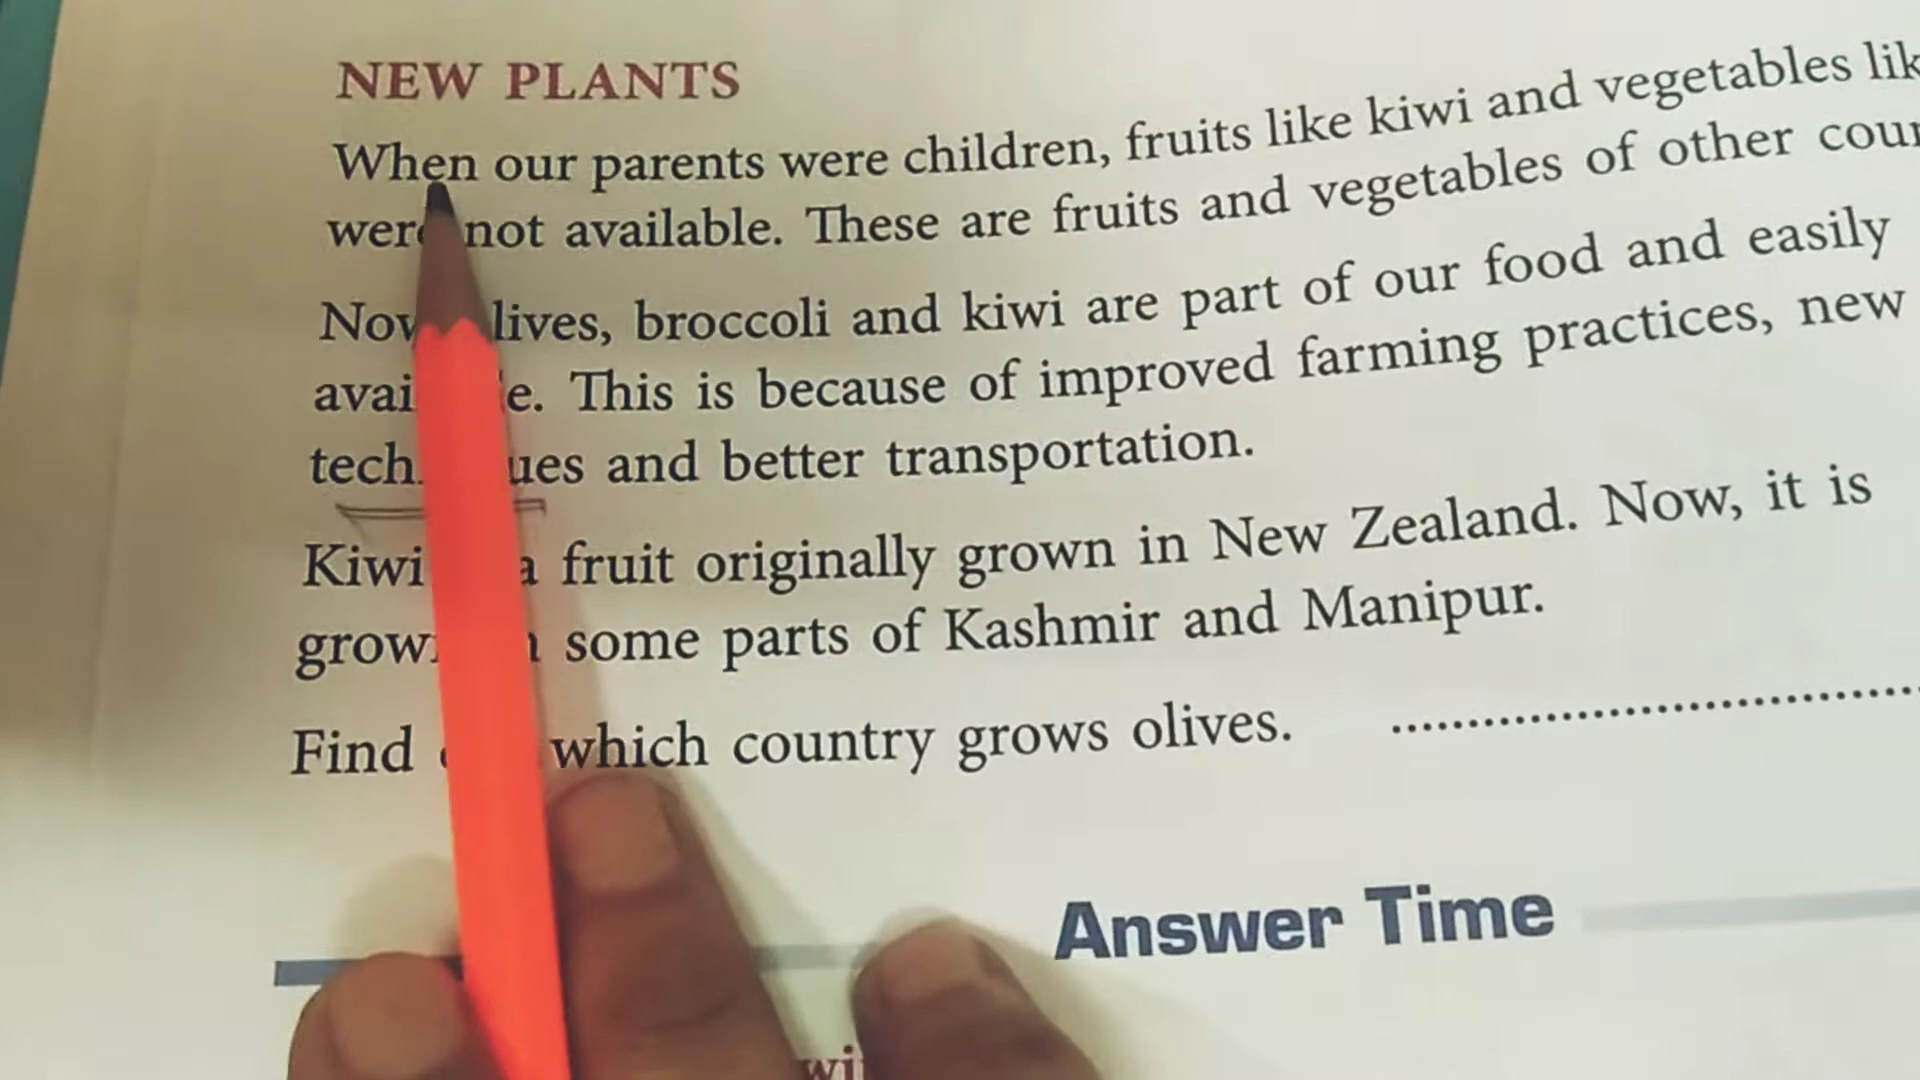 NEW PLANTS
When our parents were children, fruits like kiwi and vegetables
were not available. These are fruits and vegetables of other
lives, broccoli and kiwi are part of our food and easily
This is because of improved farming practices, new
and better transportation.
Kiwi a fruit originally grown in New Zealand. Now, it is
some parts of Kashmir and Manipur.
Find which country grows olives. ....................
Answer Time